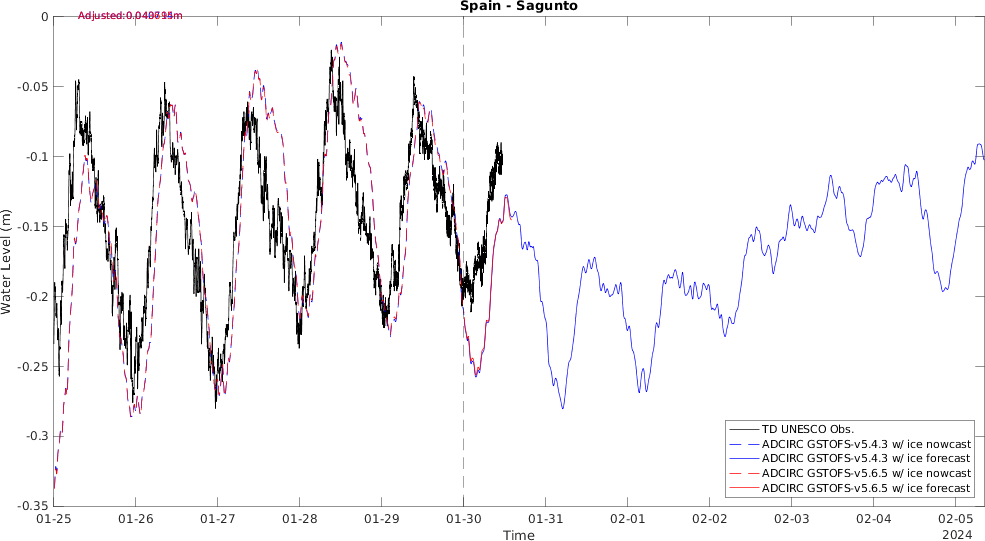 Spain - Sagunto
0
-0.05
-0.1
-0.15
-0.2
-0.25
-0.3
-0.35
Water Level (m)
01-25
01-26
01-27
01-28
01-29
01-30
01-31
02-01
02-02
02-03
02-04
02-05
Time
2024
TD UNESCO Obs.
ADCIRC GSTOFS-v5.4.3 w/ ice nowcast
ADCIRC GSTOFS-v5.4.3 w/ ice forecast
ADCIRC GSTOFS-v5.6.5 w/ ice nowcast
ADCIRC GSTOFS-v5.6.5 w/ ice forecast